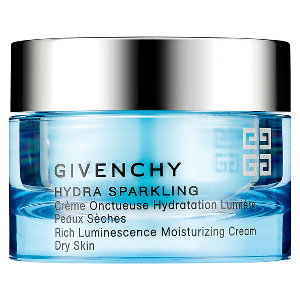 GIVENCHY
HYDRA SPARKLING
Crème Onctueuse Hydratation Lumière
Peaux Sèches
Rich Luminescence Moisturizing Cream
Dry Skin